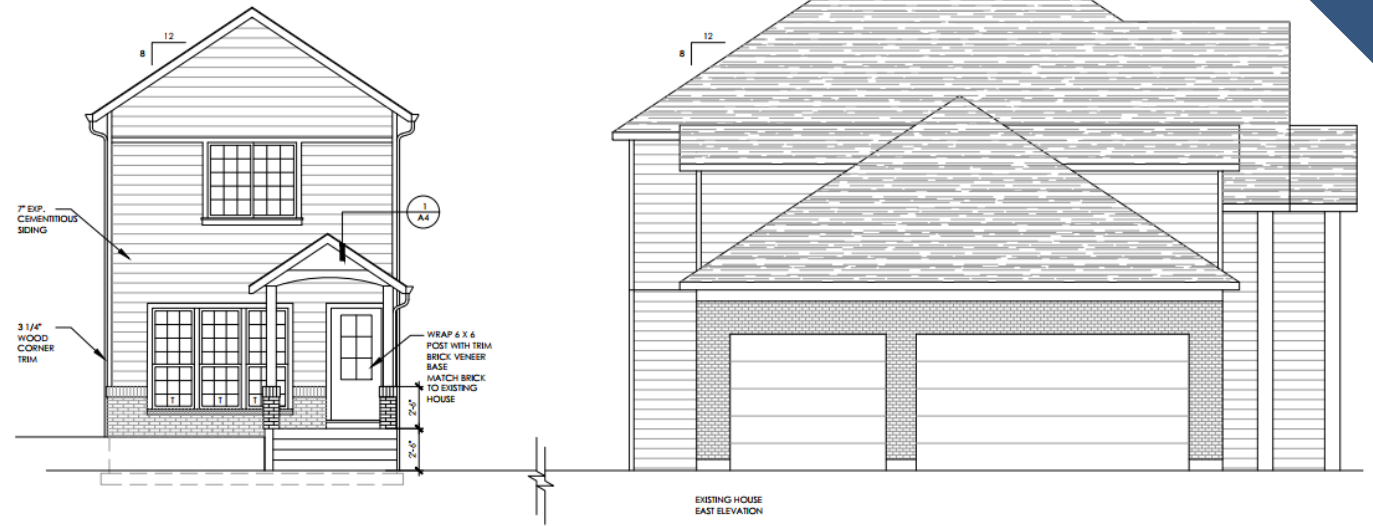 12
8
12
8
1
A4
7" EXP.
CEMENTITIOUS
SIDING
3 1/4"
WOOD
CORNER
TRIM
WRAP 6 X 6
POST WITH TRIM
BRICK VENEER
BASE
MATCH BRICK
TO EXISTING
HOUSE
T
T
T
2'-6"
2'-6"
EXISTING HOUSE
EAST ELEVATION